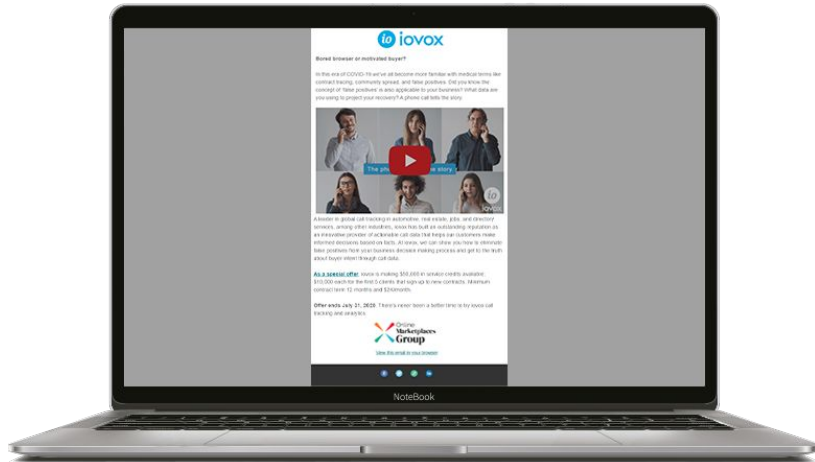 io iovox
Bored browser or motivated buyer?
In this era of COVID-19 we've all become more familiar with medical terms like
contract tracing, community spread, and false positives. Did you know the
concept of 'false positives' is also applicable to your business? What data are
you using to project your recovery? A phone call tells the story.
The pho e story.
io
iovox
A leader in global call tracking in automotive, real estate, jobs, and directory
services, among other industries, iovox has built an outstanding reputation as
an innovative provider of actionable call data that helps our customers make
informed decisions based on facts. At iovox, we can show you how to eliminate
false positives from your business decision making process and get to the truth
about buyer intent through call data.
As a special offer, iovox is making $50,000 in service credits available.
$10,000 each for the first 5 clients that sign up to new contracts. Minimum
contract term 12 months and
Offer ends July 31, 2020. There's never been a better time to try iovox call
tracking and analytics.
Online
Marketplaces
Group
View this email in your browser
NoteBook